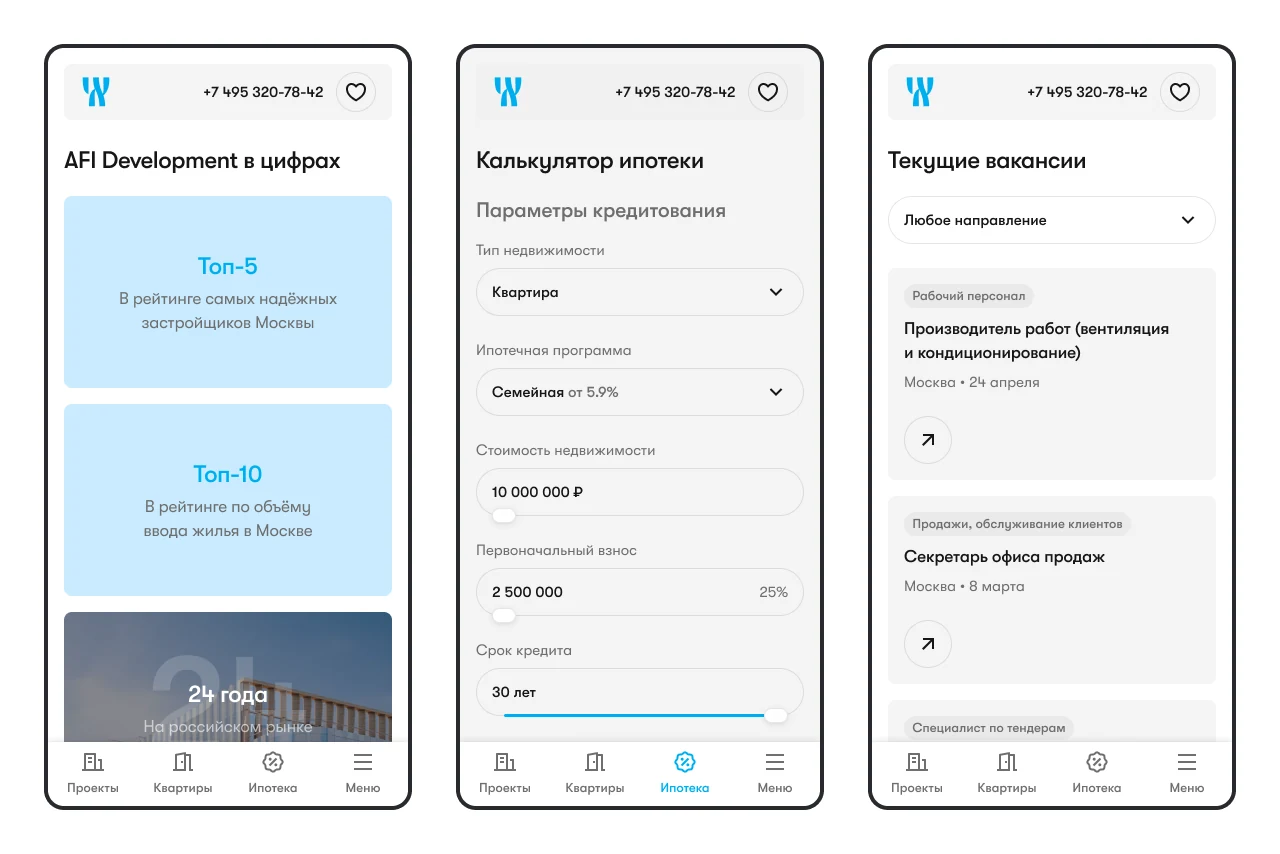 +7 495 320-78-42
AFI Development в цифрах
Топ-5
В рейтинге самых надёжных
застройщиков Москвы
Топ-10
В рейтинге по объёму
ввода жилья в Москве
24
24 года
На российском рынке
Проекты
Квартиры
Ипотека
Меню
+7 495 320-78-42
Калькулятор ипотеки
Параметры кредитования
Тип недвижимости
Квартира
Ипотечная программа
Семейная от 5.9%
Стоимость недвижимости
10 000 000 ₽
Первоначальный взнос
2 500 000 25%
Срок кредита
30 лет
Проекты
Квартиры
Ипотека
Меню
+7 495 320-78-42
Текущие вакансии
Любое направление
Рабочий персонал
Производитель работ (вентиляция
и кондиционирование)
Москва • 24 апреля
Продажи, обслуживание клиентов
Секретарь офиса продаж
Москва • 8 марта
Специалист по тендерам
Проекты
Квартиры
Ипотека
Меню